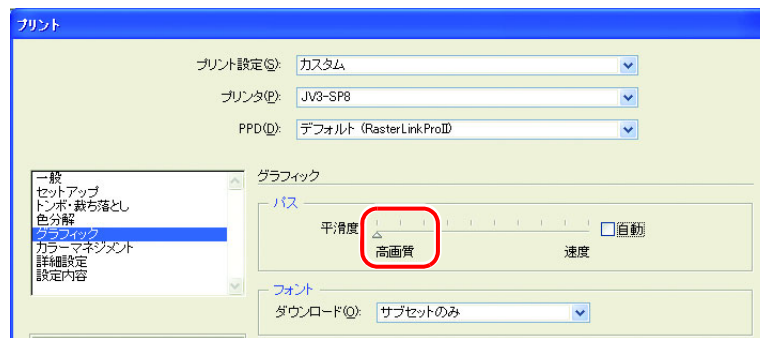 プリント
プリント設定(S): カスタム
プリンタ(P): JV3-SP8
PPD(D): デフォルト (RasterLinkProII)
一般
セットアップ
トンボ・裁ち落とし
色分解
グラフィック
カラーマネジメント
詳細設定
設定内容
グラフィック
パス
平滑度 自動
高画質 速度
フォント
ダウンロード(O): サブセットのみ